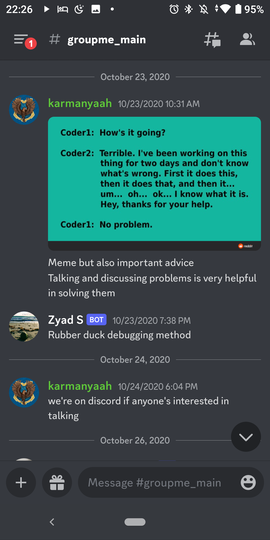 22:26
95%
1
# groupme_main
October 23, 2020
karmanyaah 10/23/2020 10:31 AM
Coder1: How's it going?
Coder2: Terrible. I've been working on this
thing for two days and don't know
what's wrong. First it does this,
then it does that, and then it...
um... oh... ok... I know what it is.
Hey, thanks for your help.
Coder1: No problem.
reddit
Meme but also important advice
Talking and discussing problems is very helpful
in solving them
Zyad S BOT 10/23/2020 7:38 PM
Rubber duck debugging method
October 24, 2020
karmanyaah 10/24/2020 6:04 PM
we're on discord if anyone's interested in
talking
October 26, 2020
Message #groupme_main